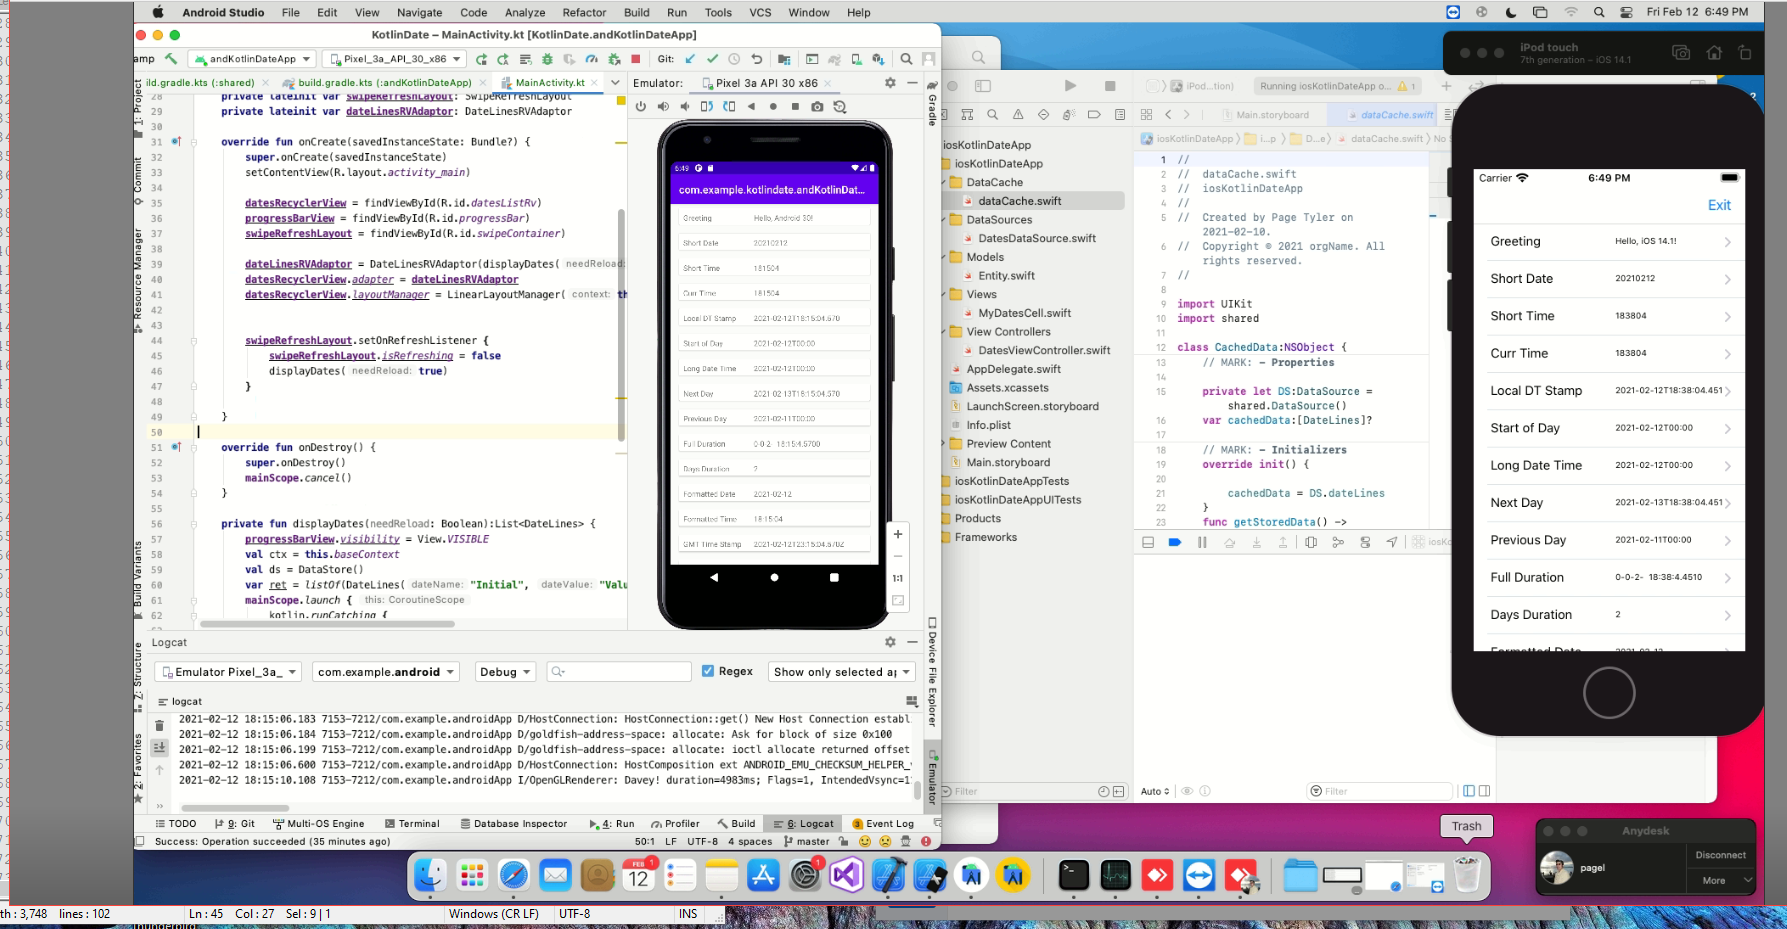 Android Studio File Edit View Navigate Code Analyze Refactor Build Run Tools VCS Window Help
Fri Feb 12 6:49 PM
KotlinDate – MainActivity.kt [KotlinDate.andKotlinDateApp]
amp
andKotlinDateApp
Pixel_3a_API_30_x86
Git:
ild.gradle.kts (:shared)
build.gradle.kts (:andKotlinDateApp)
MainActivity.kt
28 private lateinit var swipeRefreshLayout: SwipeRefreshLayout
29 private lateinit var dateLinesRVAdaptor: DateLinesRVAdaptor
30
31 override fun onCreate(savedInstanceState: Bundle?) {
32 super.onCreate(savedInstanceState)
33 setContentView(R.layout.activity_main)
34
35 datesRecyclerView = findViewById(R.id.datesListRv)
36 progressBarView = findViewById(R.id.progressBar)
37 swipeRefreshLayout = findViewById(R.id.swipeContainer)
38
39 dateLinesRVAdaptor = DateLinesRVAdaptor(displayDates( needReload:
40 datesRecyclerView.adapter = dateLinesRVAdaptor
41 datesRecyclerView.layoutManager = LinearLayoutManager( context: th
42
43
44 swipeRefreshLayout.setOnRefreshListener {
45 swipeRefreshLayout.isRefreshing = false
46 displayDates( needReload: true)
47 }
48
49 }
50
51 override fun onDestroy() {
52 super.onDestroy()
53 mainScope.cancel()
54 }
55
56 private fun displayDates(needReload: Boolean):List<DateLines> {
57 progressBarView.visibility = View.VISIBLE
58 val ctx = this.baseContext
59 val ds = DataStore()
60 var ret = listOf(DateLines( dateName: "Initial", dateValue: "Valu
61 mainScope.launch { this: CoroutineScope
62 kotlin.runCatching {
1: Project
Commit
Resource Manager
Build Variants
Z: Structure
2: Favorites
Emulator: Pixel 3a API 30 x86
Gradle
Device File Explorer
Emulator
6:49
com.example.kotlindate.andKotlinDat...
Greeting Hello, Android 30!
Short Date 20210212
Short Time 181504
Curr Time 181504
Local DT Stamp 2021-02-12T18:15:04.570
Start of Day 2021-02-12T00:00
Long Date Time 2021-02-12T00:00
Next Day 2021-02-13T18:15:04.570
Previous Day 2021-02-11T00:00
Full Duration 0-0-2- 18:15:4.5700
Days Duration 2
Formatted Date 2021-02-12
Formatted Time 18:15:04
GMT Time Stamp 2021-02-12T23:15:04.570Z
1:1
Logcat
Emulator Pixel_3a_
com.example.android
Debug
Regex
Show only selected a
logcat
2021-02-12 18:15:06.183 7153-7212/com.example.androidApp D/HostConnection: HostConnection::get() New Host Connection establ
2021-02-12 18:15:06.184 7153-7212/com.example.androidApp D/goldfish-address-space: allocate: Ask for block of size 0x100
2021-02-12 18:15:06.199 7153-7212/com.example.androidApp D/goldfish-address-space: allocate: ioctl allocate returned offset
2021-02-12 18:15:06.600 7153-7212/com.example.androidApp D/HostConnection: HostComposition ext ANDROID_EMU_CHECKSUM_HELPER_
2021-02-12 18:15:10.108 7153-7212/com.example.androidApp I/OpenGLRenderer: Davey! duration=4983ms; Flags=1, IntendedVsync=1
TODO 9: Git Multi-OS Engine Terminal Database Inspector 4: Run Profiler Build 6: Logcat 3 Event Log
Success: Operation succeeded (35 minutes ago)
50:1 LF UTF-8 4 spaces master
iPod...tion)
Running iosKotlinDateApp o...
1
Main.storyboard
dataCache.swift
iosKotlinDateApp
i...p
D...e
dataCache.swift
No S
iosKotlinDateApp
iosKotlinDateApp
DataCache
dataCache.swift
DataSources
DatesDataSource.swift
Models
Entity.swift
Views
MyDatesCell.swift
View Controllers
DatesViewController.swift
AppDelegate.swift
Assets.xcassets
LaunchScreen.storyboard
Info.plist
Preview Content
Main.storyboard
iosKotlinDateAppTests
iosKotlinDateAppUITests
Products
Frameworks
Filter
1 //
2 // dataCache.swift
3 // iosKotlinDateApp
4 //
5 // Created by Page Tyler on
2021-02-10.
6 // Copyright © 2021 orgName. All
rights reserved.
7 //
8
9 import UIKit
10 import shared
11
12 class CachedData:NSObject {
13 // MARK: - Properties
14
15 private let DS:DataSource =
shared.DataSource()
16 var cachedData:[DateLines]?
17
18 // MARK: - Initializers
19 override init() {
20
21 cachedData = DS.dateLines
22 }
23 func getStoredData() ->
iosKo
Auto
Filter
iPod touch
7th generation – iOS 14.1
Carrier 6:49 PM
Exit
Greeting Hello, iOS 14.1!
Short Date 20210212
Short Time 183804
Curr Time 183804
Local DT Stamp 2021-02-12T18:38:04.451
Start of Day 2021-02-12T00:00
Long Date Time 2021-02-12T00:00
Next Day 2021-02-13T18:38:04.451
Previous Day 2021-02-11T00:00
Full Duration 0-0-2- 18:38:4.4510
Days Duration 2
Formatted Date 2021-02-12
Trash
Anydesk
pagel
Disconnect
More
FEB
12
1
1
th : 3,748 lines : 102 Ln : 45 Col : 27 Sel : 9 | 1 Windows (CR LF) UTF-8 INS
Thunderbird